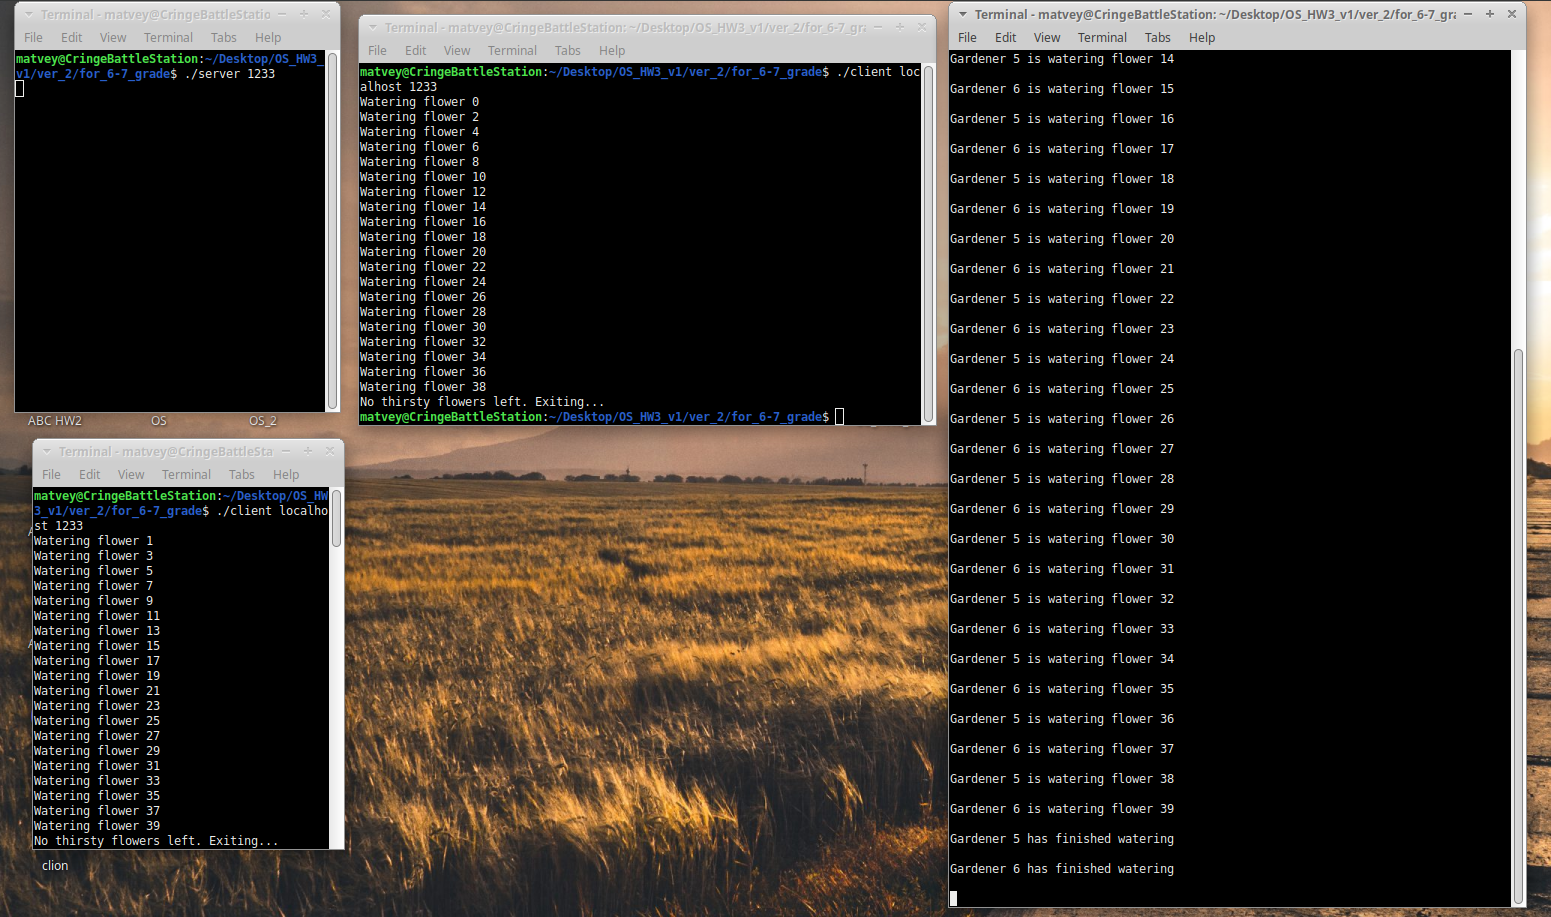 Terminal - matvey@CringeBattleStatio
File Edit View Terminal Tabs Help
matvey@CringeBattleStation:~/Desktop/OS_HW3_
v1/ver_2/for_6-7_grade$ ./server 1233
ABC HW2
OS
OS_2
Terminal - matvey@CringeBattleStation: ~/Desktop/OS_HW3_v1/ver_2/for_6-7_gra
File Edit View Terminal Tabs Help
matvey@CringeBattleStation:~/Desktop/OS_HW3_v1/ver_2/for_6-7_grade$ ./client loc
alhost 1233
Watering flower 0
Watering flower 2
Watering flower 4
Watering flower 6
Watering flower 8
Watering flower 10
Watering flower 12
Watering flower 14
Watering flower 16
Watering flower 18
Watering flower 20
Watering flower 22
Watering flower 24
Watering flower 26
Watering flower 28
Watering flower 30
Watering flower 32
Watering flower 34
Watering flower 36
Watering flower 38
No thirsty flowers left. Exiting...
matvey@CringeBattleStation:~/Desktop/OS_HW3_v1/ver_2/for_6-7_grade$
Terminal - matvey@CringeBattleSta
File Edit View Terminal Tabs Help
matvey@CringeBattleStation:~/Desktop/OS_HW
3_v1/ver_2/for_6-7_grade$ ./client localho
st 1233
Watering flower 1
Watering flower 3
Watering flower 5
Watering flower 7
Watering flower 9
Watering flower 11
Watering flower 13
Watering flower 15
Watering flower 17
Watering flower 19
Watering flower 21
Watering flower 23
Watering flower 25
Watering flower 27
Watering flower 29
Watering flower 31
Watering flower 33
Watering flower 35
Watering flower 37
Watering flower 39
No thirsty flowers left. Exiting...
clion
Terminal - matvey@CringeBattleStation: ~/Desktop/OS_HW3_v1/ver_2/for_6-7_gra
File Edit View Terminal Tabs Help
Gardener 5 is watering flower 14
Gardener 6 is watering flower 15
Gardener 5 is watering flower 16
Gardener 6 is watering flower 17
Gardener 5 is watering flower 18
Gardener 6 is watering flower 19
Gardener 5 is watering flower 20
Gardener 6 is watering flower 21
Gardener 5 is watering flower 22
Gardener 6 is watering flower 23
Gardener 5 is watering flower 24
Gardener 6 is watering flower 25
Gardener 5 is watering flower 26
Gardener 6 is watering flower 27
Gardener 5 is watering flower 28
Gardener 6 is watering flower 29
Gardener 5 is watering flower 30
Gardener 6 is watering flower 31
Gardener 5 is watering flower 32
Gardener 6 is watering flower 33
Gardener 5 is watering flower 34
Gardener 6 is watering flower 35
Gardener 5 is watering flower 36
Gardener 6 is watering flower 37
Gardener 5 is watering flower 38
Gardener 6 is watering flower 39
Gardener 5 has finished watering
Gardener 6 has finished watering